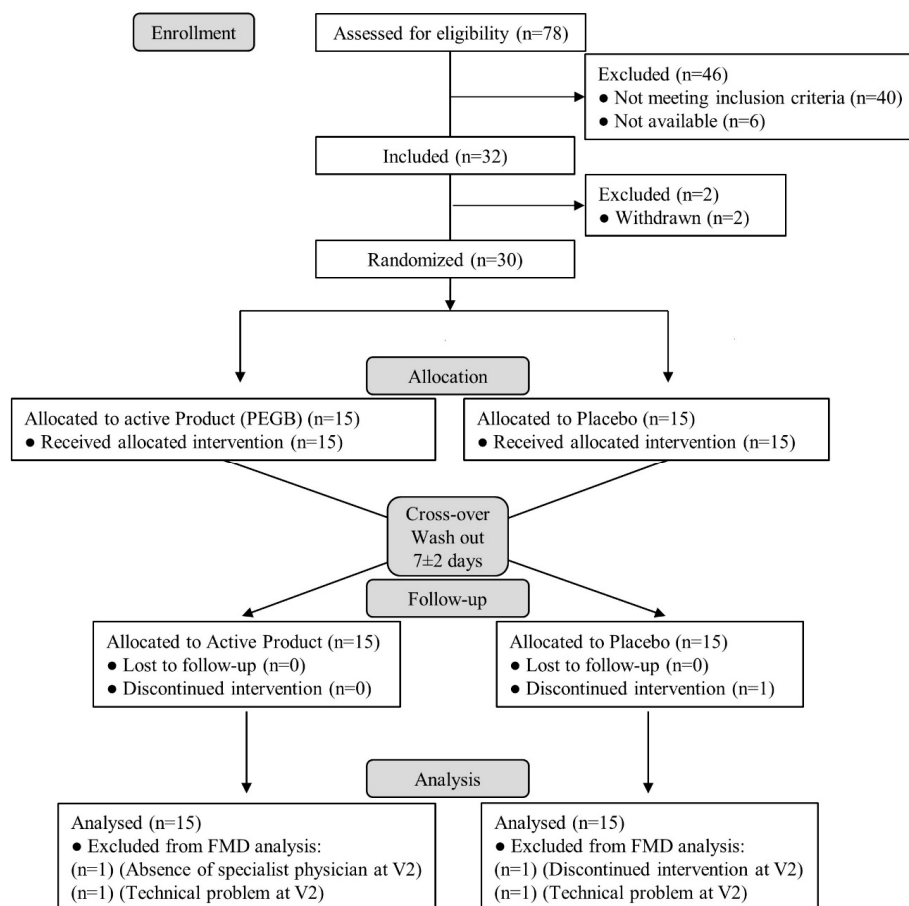 Enrollment
Assessed for eligibility (n=78)
Excluded (n=46)
● Not meeting inclusion criteria (n=40)
● Not available (n=6)
Included (n=32)
Excluded (n=2)
● Withdrawn (n=2)
Randomized (n=30)
Allocation
Allocated to active Product (PEGB) (n=15)
● Received allocated intervention (n=15)
Allocated to Placebo (n=15)
● Received allocated intervention (n=15)
Cross-over
Wash out
7±2 days
Follow-up
Allocated to Active Product (n=15)
● Lost to follow-up (n=0)
● Discontinued intervention (n=0)
Allocated to Placebo (n=15)
● Lost to follow-up (n=0)
● Discontinued intervention (n=1)
Analysis
Analysed (n=15)
● Excluded from FMD analysis:
(n=1) (Absence of specialist physician at V2)
(n=1) (Technical problem at V2)
Analysed (n=15)
● Excluded from FMD analysis:
(n=1) (Discontinued intervention at V2)
(n=1) (Technical problem at V2)